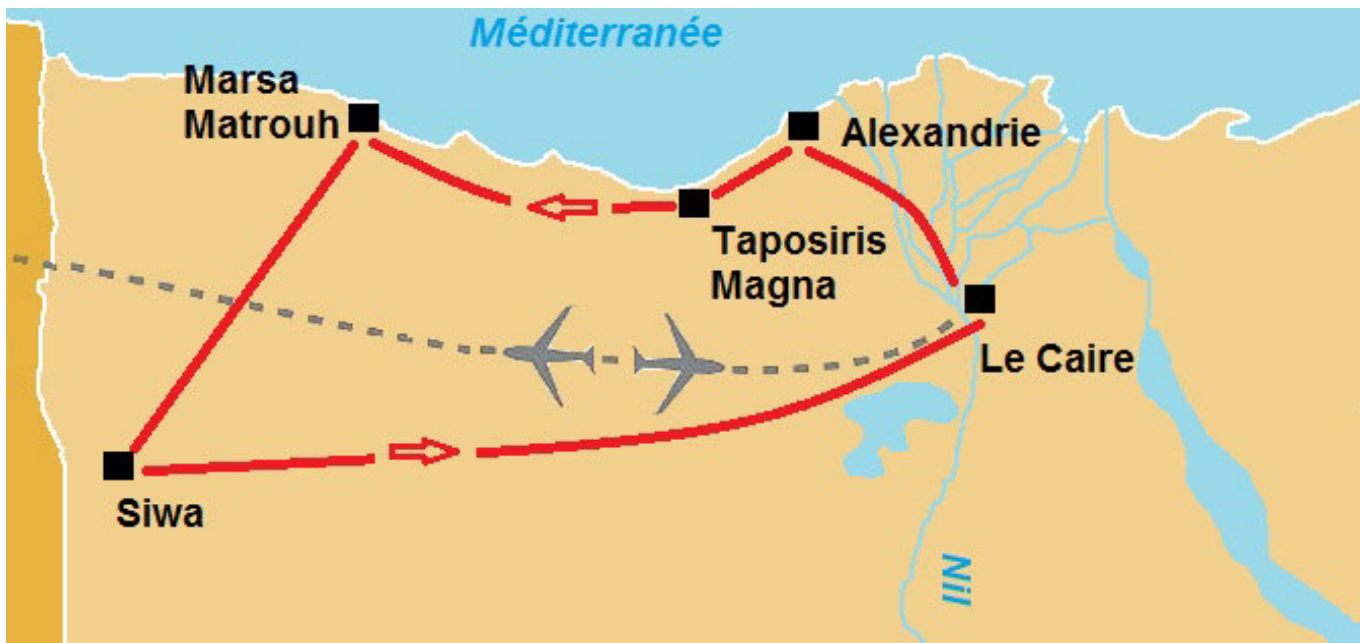 Méditerranée
Marsa
Matrouh
Alexandrie
Taposiris
Magna
Le Caire
Siwa
Nil